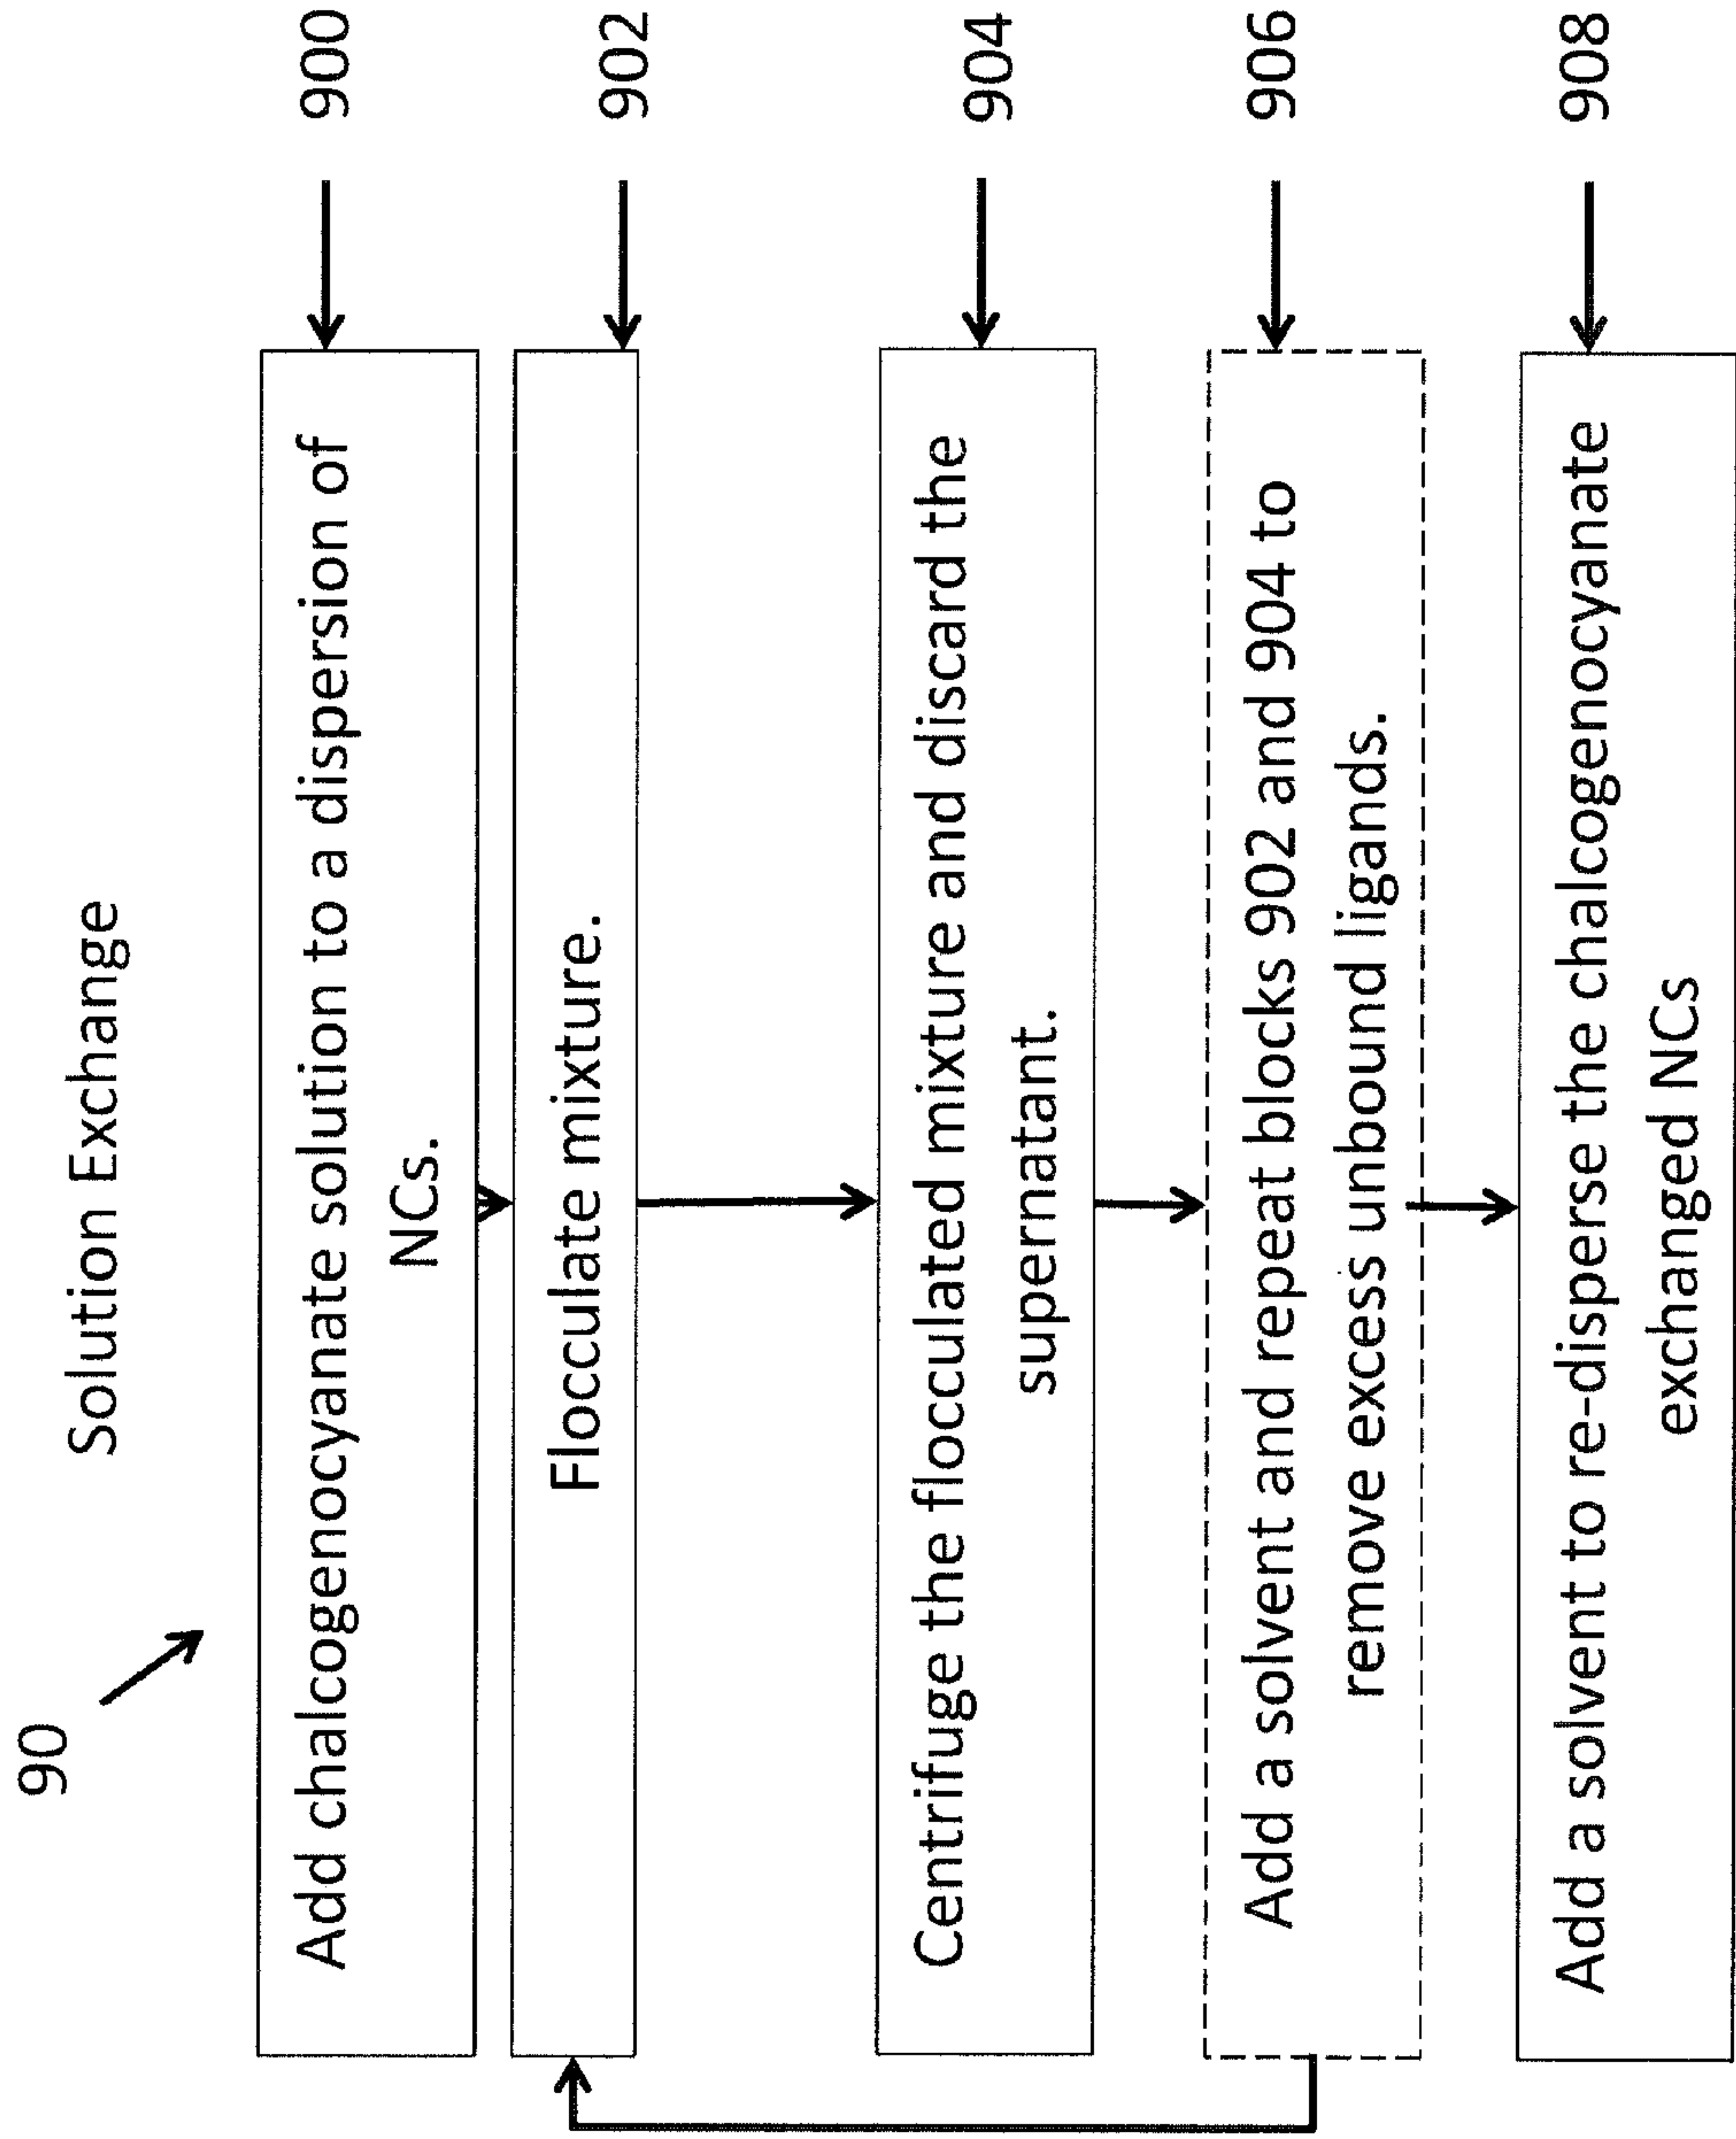 90
Solution Exchange
Add chalcogenocyanate solution to a dispersion of
NCs.
900
Flocculate mixture.
902
Centrifuge the flocculated mixture and discard the
supernatant.
904
Add a solvent and repeat blocks 902 and 904 to
remove excess unbound ligands.
906
Add a solvent to re-disperse the chalcogenocyanate
exchanged NCs
908